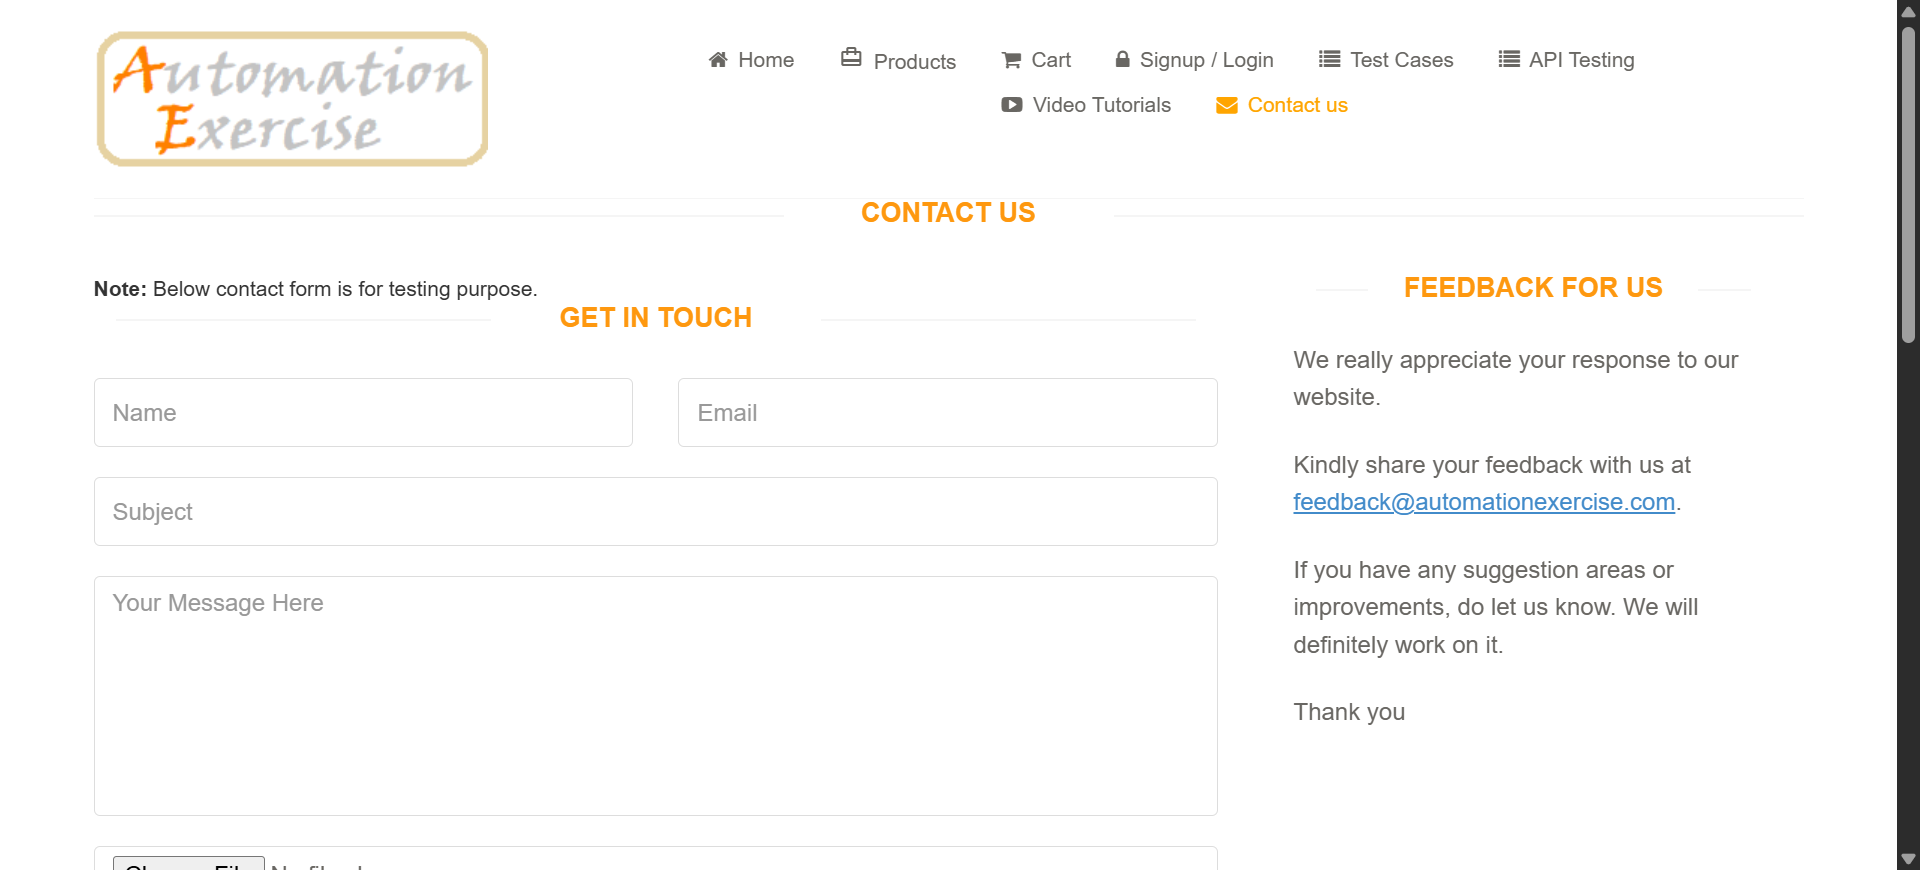 Automation
Exercise
Home
Products
Cart
Signup / Login
Test Cases
API Testing
Video Tutorials
Contact us
CONTACT US
Note: Below contact form is for testing purpose.
GET IN TOUCH
Name
Email
Subject
Your Message Here
FEEDBACK FOR US
We really appreciate your response to our
website.
Kindly share your feedback with us at
feedback@automationexercise.com.
If you have any suggestion areas or
improvements, do let us know. We will
definitely work on it.
Thank you